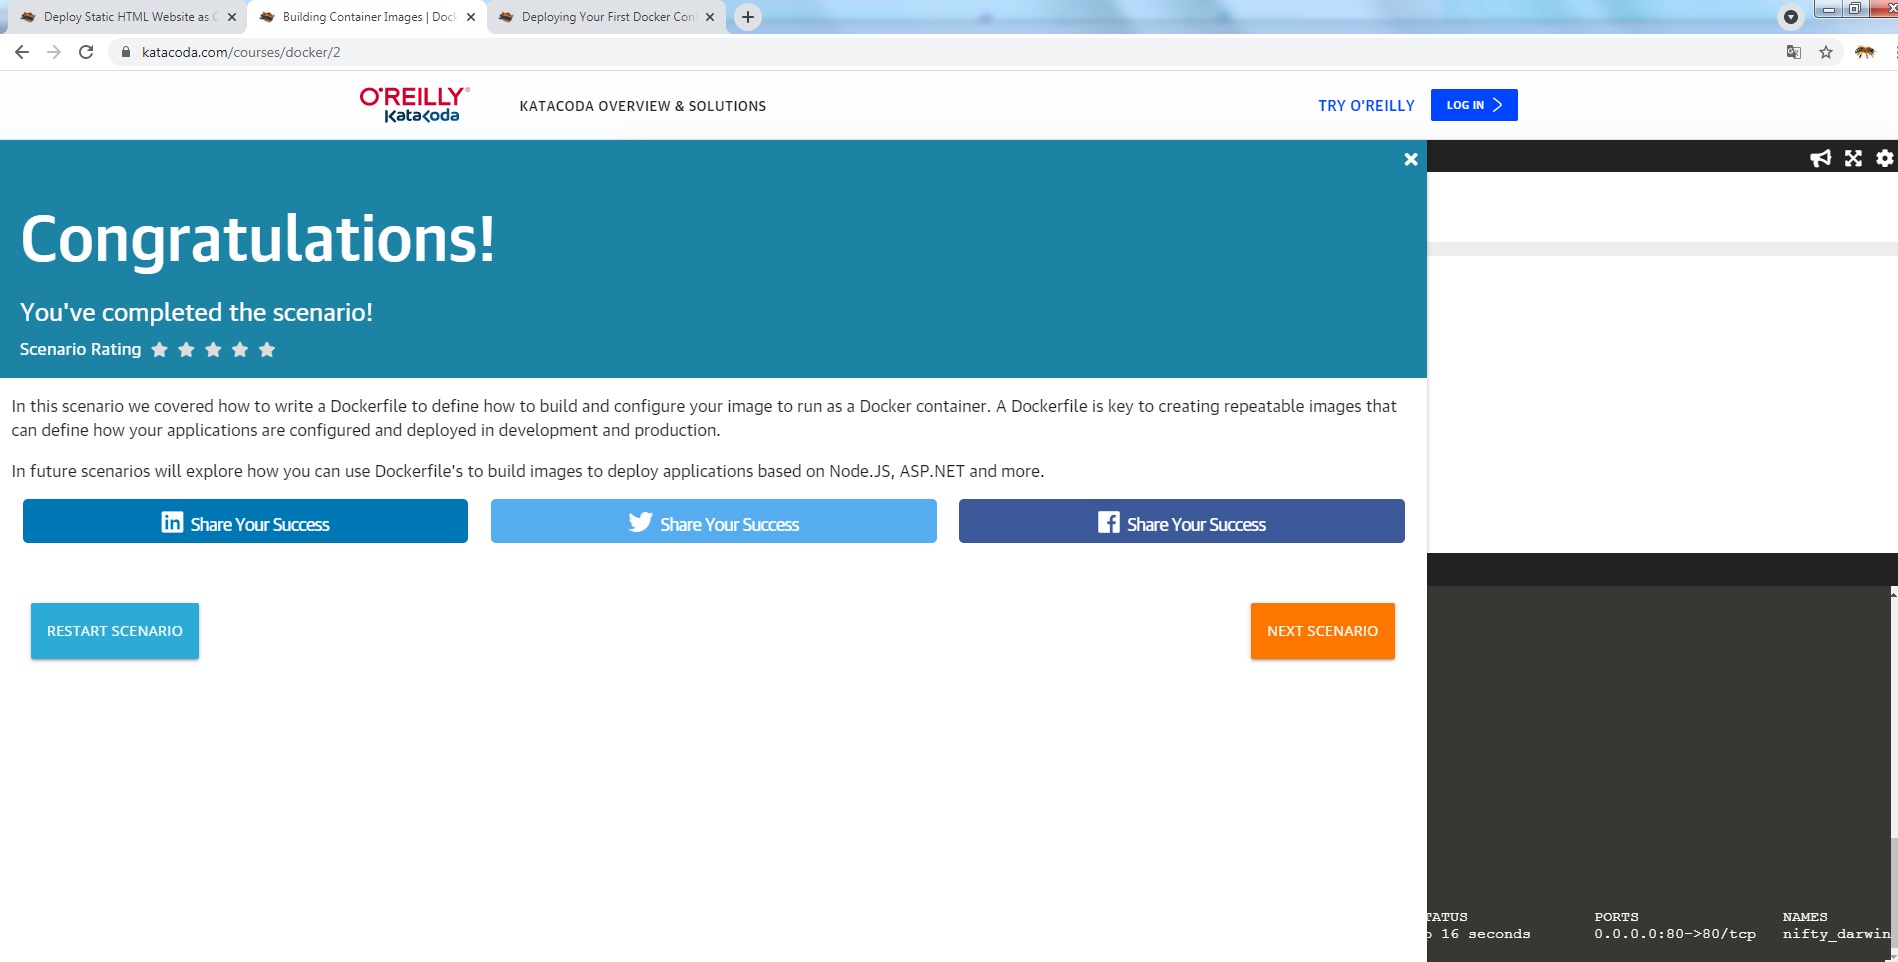 Deploy Static HTML Website as C
Building Container Images | Dock
Deploying Your First Docker Cont
katacoda.com/courses/docker/2
O'REILLY®
KataKoda
KATACODA OVERVIEW & SOLUTIONS
TRY O'REILLY
LOG IN
Congratulations!
You've completed the scenario!
Scenario Rating
In this scenario we covered how to write a Dockerfile to define how to build and configure your image to run as a Docker container. A Dockerfile is key to creating repeatable images that
can define how your applications are configured and deployed in development and production.
In future scenarios will explore how you can use Dockerfile's to build images to deploy applications based on Node.JS, ASP.NET and more.
Share Your Success
Share Your Success
Share Your Success
RESTART SCENARIO
NEXT SCENARIO
TATUS PORTS NAMES
p 16 seconds 0.0.0.0:80->80/tcp nifty_darwin